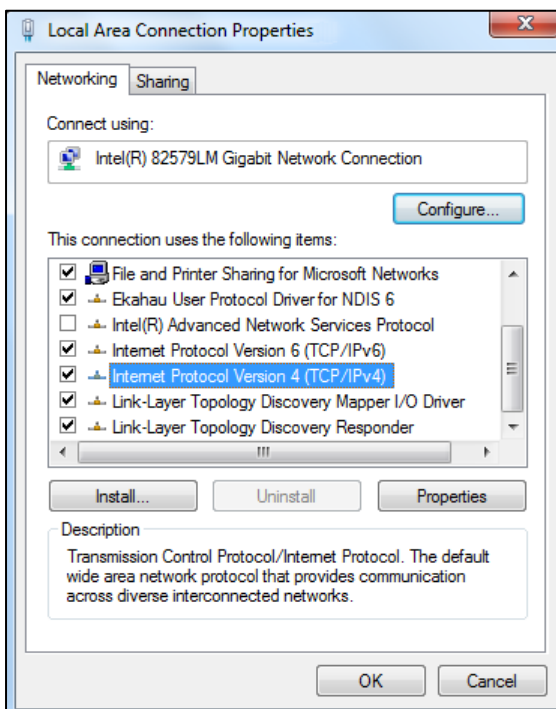 Local Area Connection Properties
Networking
Sharing
Connect using:
Intel(R) 82579LM Gigabit Network Connection
Configure...
This connection uses the following items:
File and Printer Sharing for Microsoft Networks
Ekahau User Protocol Driver for NDIS 6
Intel(R) Advanced Network Services Protocol
Internet Protocol Version 6 (TCP/IPv6)
Internet Protocol Version 4 (TCP/IPv4)
Link-Layer Topology Discovery Mapper I/O Driver
Link-Layer Topology Discovery Responder
Install...
Uninstall
Properties
Description
Transmission Control Protocol/Internet Protocol. The default
wide area network protocol that provides communication
across diverse interconnected networks.
OK
Cancel